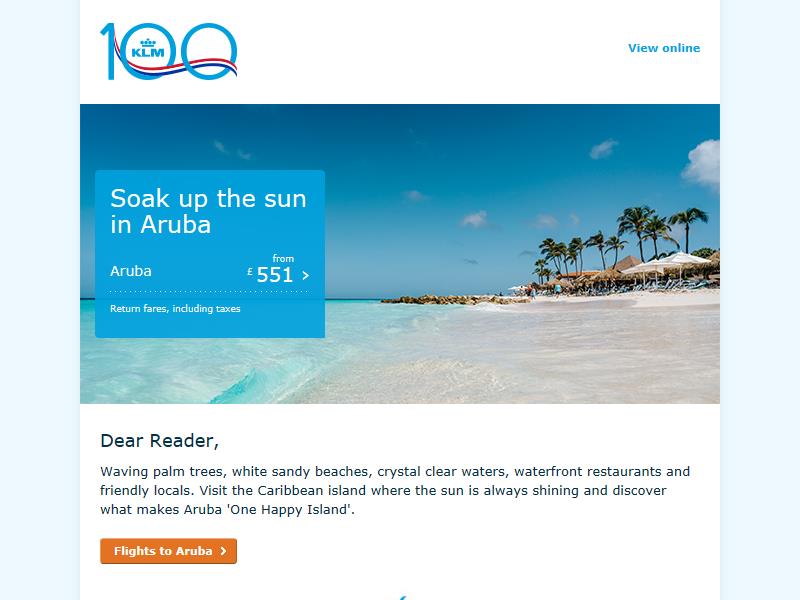 100
KLM
View online
Soak up the sun
in Aruba
from
Aruba £ 551 ›
Return fares, including taxes
Dear Reader,
Waving palm trees, white sandy beaches, crystal clear waters, waterfront restaurants and
friendly locals. Visit the Caribbean island where the sun is always shining and discover
what makes Aruba 'One Happy Island'.
Flights to Aruba ›